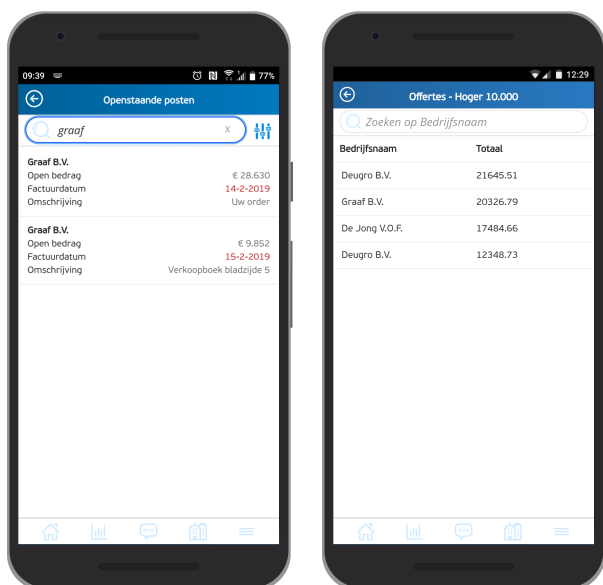 09:39
77%
Openstaande posten
graaf X
Graaf B.V.
Open bedrag € 28.630
Factuurdatum 14-2-2019
Omschrijving Uw order
Graaf B.V.
Open bedrag € 9.852
Factuurdatum 15-2-2019
Omschrijving Verkoopboek bladzijde 5
12:29
Offertes - Hoger 10.000
Zoeken op Bedrijfsnaam
Bedrijfsnaam Totaal
Deugro B.V. 21645.51
Graaf B.V. 20326.79
De Jong V.O.F. 17484.66
Deugro B.V. 12348.73